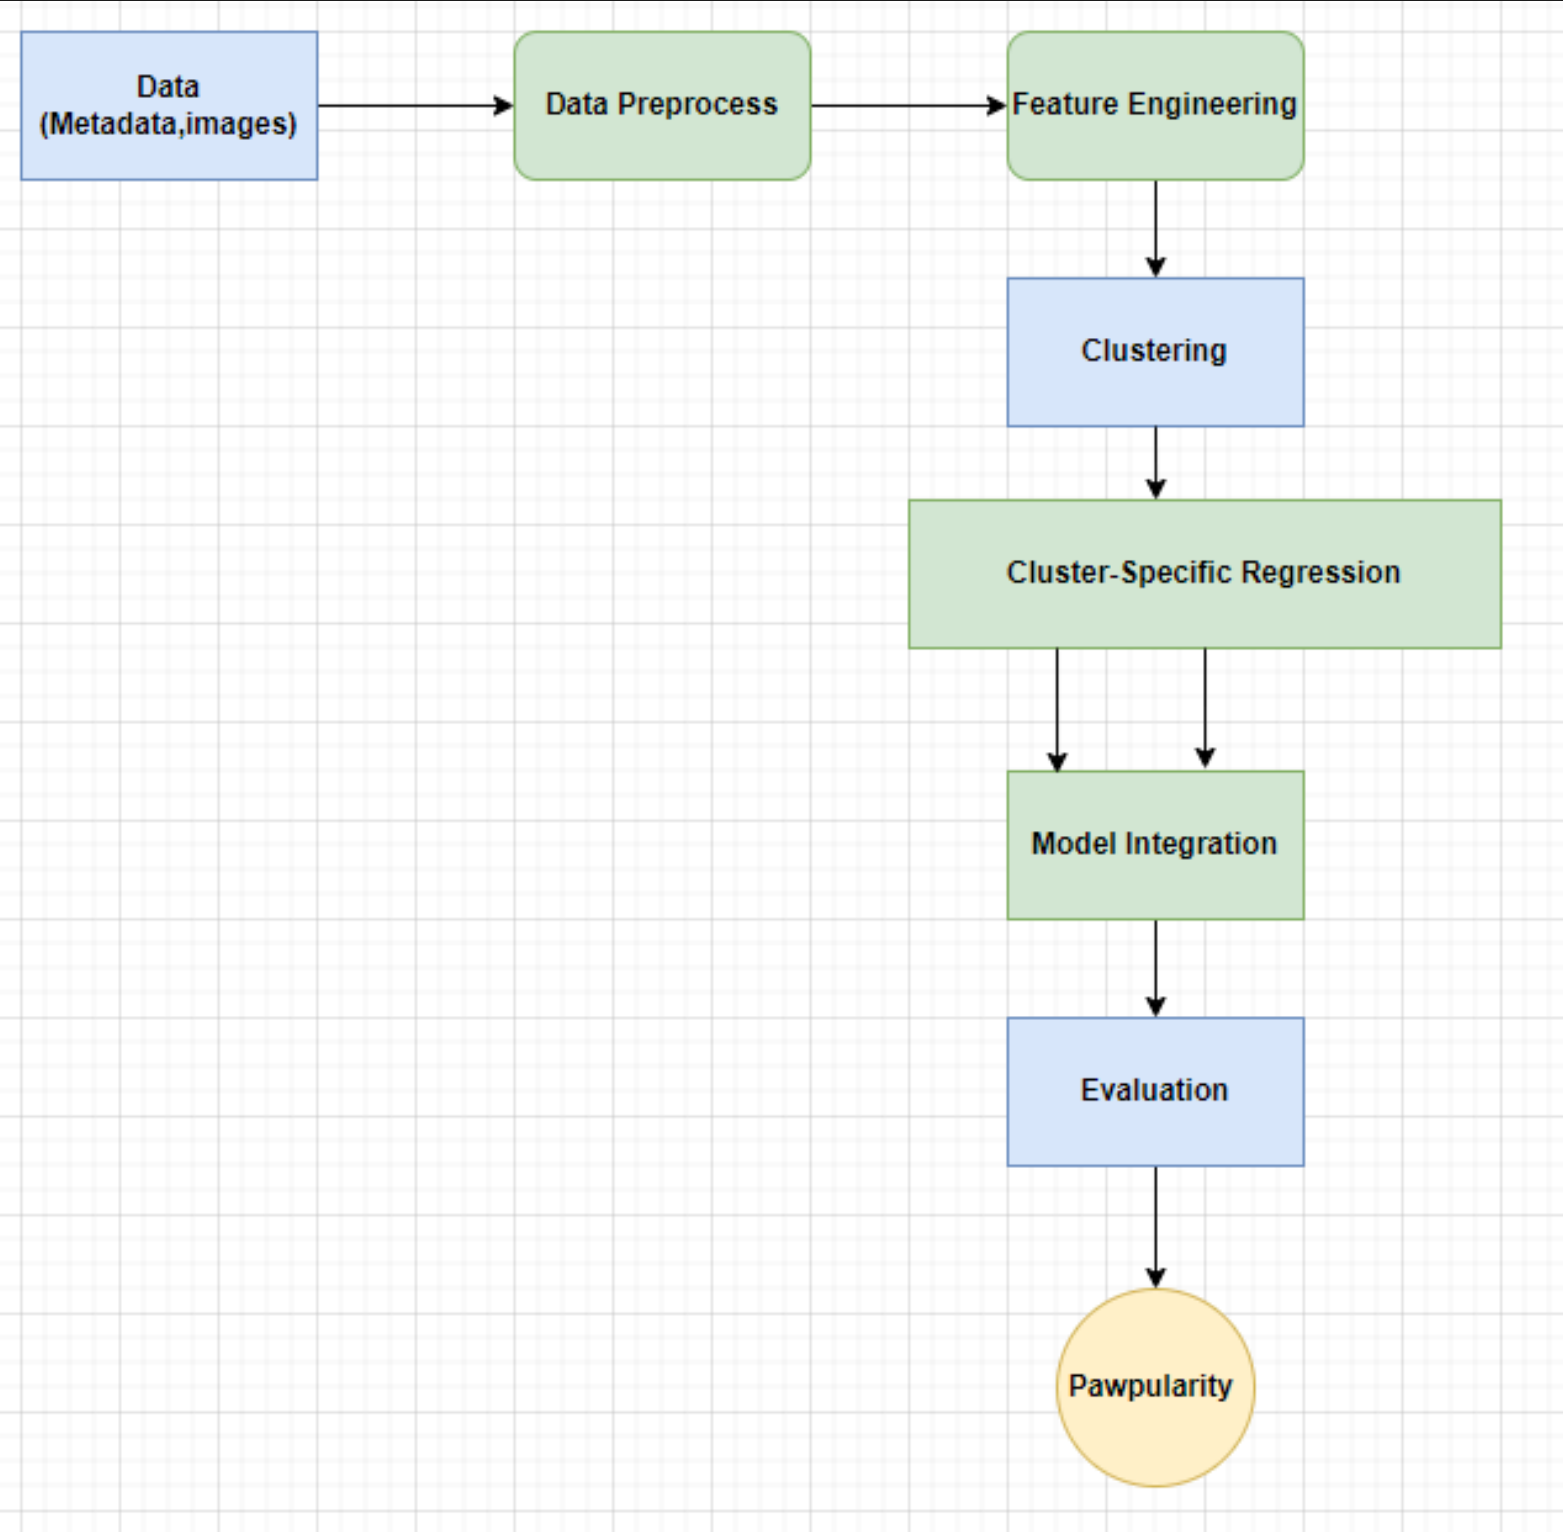 Data
(Metadata,images)
Data Preprocess
Feature Engineering
Clustering
Cluster-Specific Regression
Model Integration
Evaluation
Pawpularity